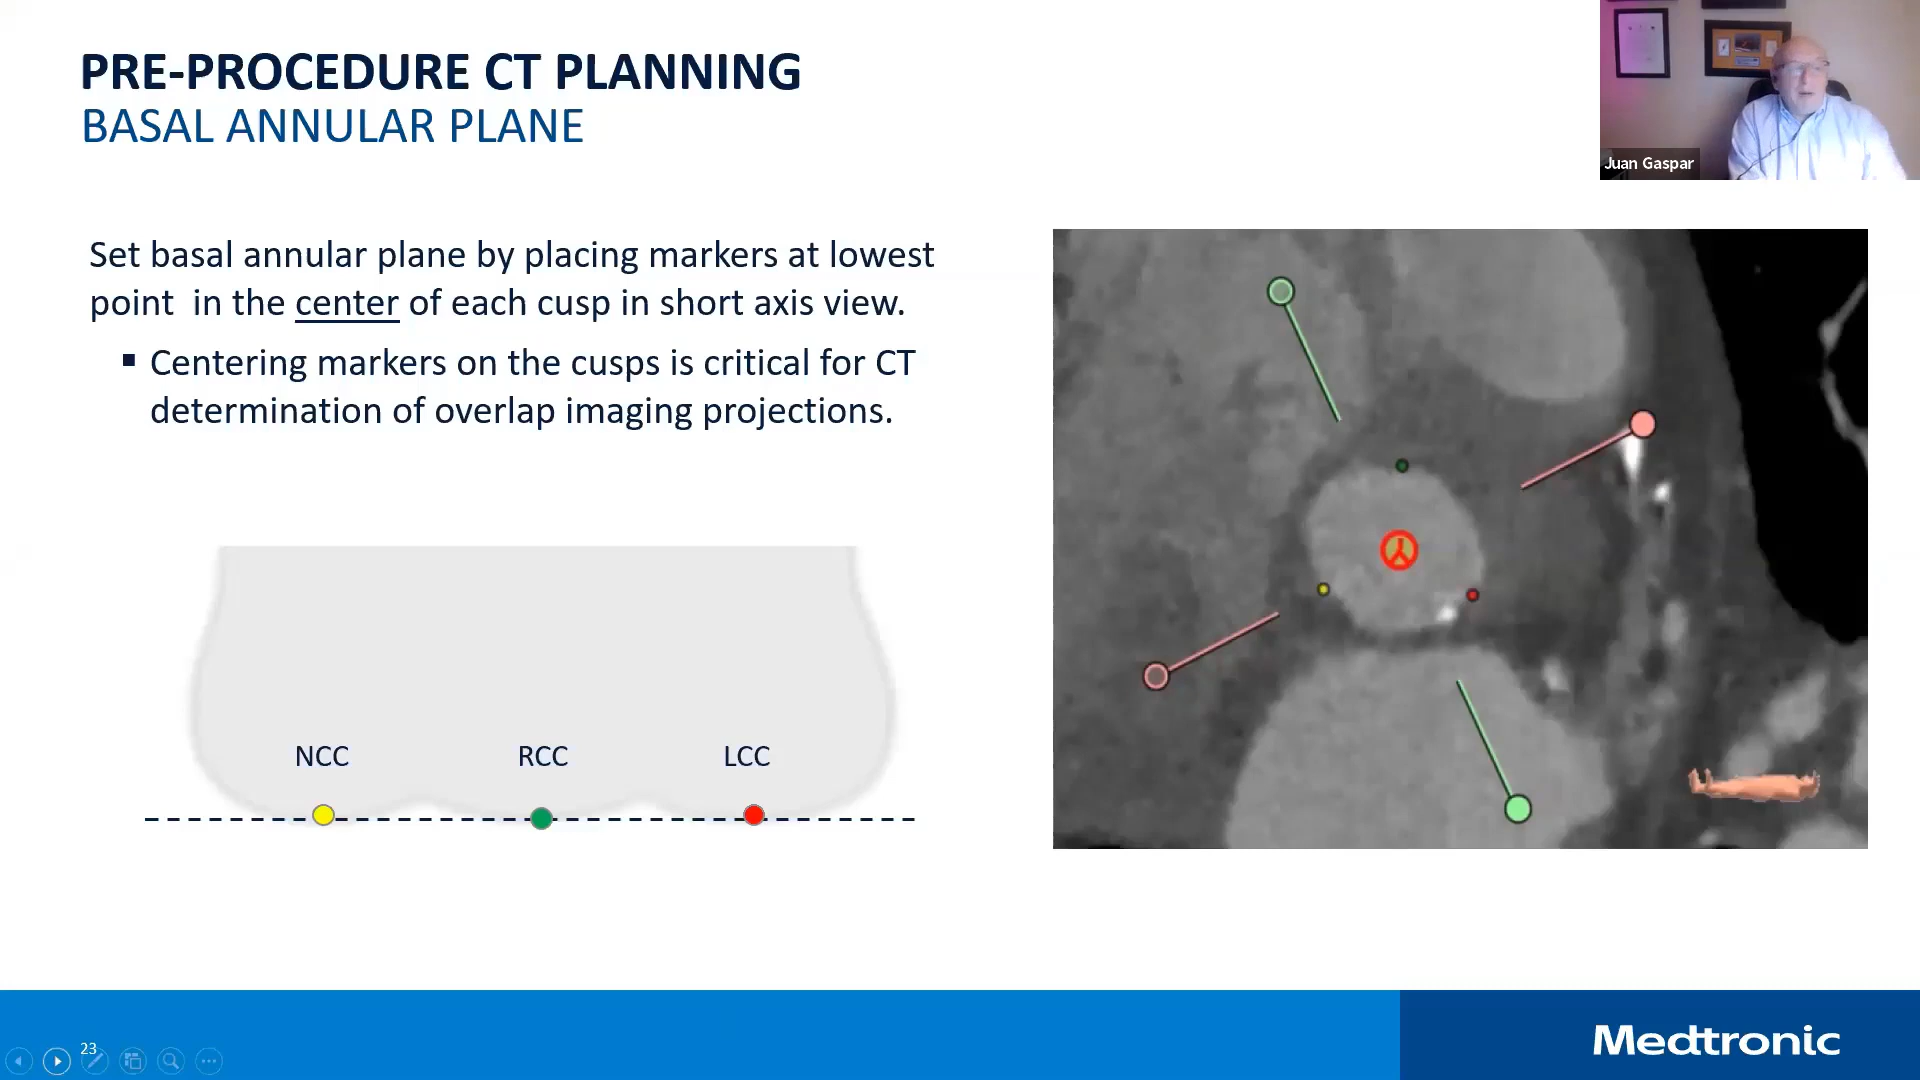 PRE-PROCEDURE CT PLANNING
BASAL ANNULAR PLANE
Juan Gaspar
Set basal annular plane by placing markers at lowest
point in the center of each cusp in short axis view.
▪ Centering markers on the cusps is critical for CT
determination of overlap imaging projections.
NCC RCC LCC
23
Medtronic